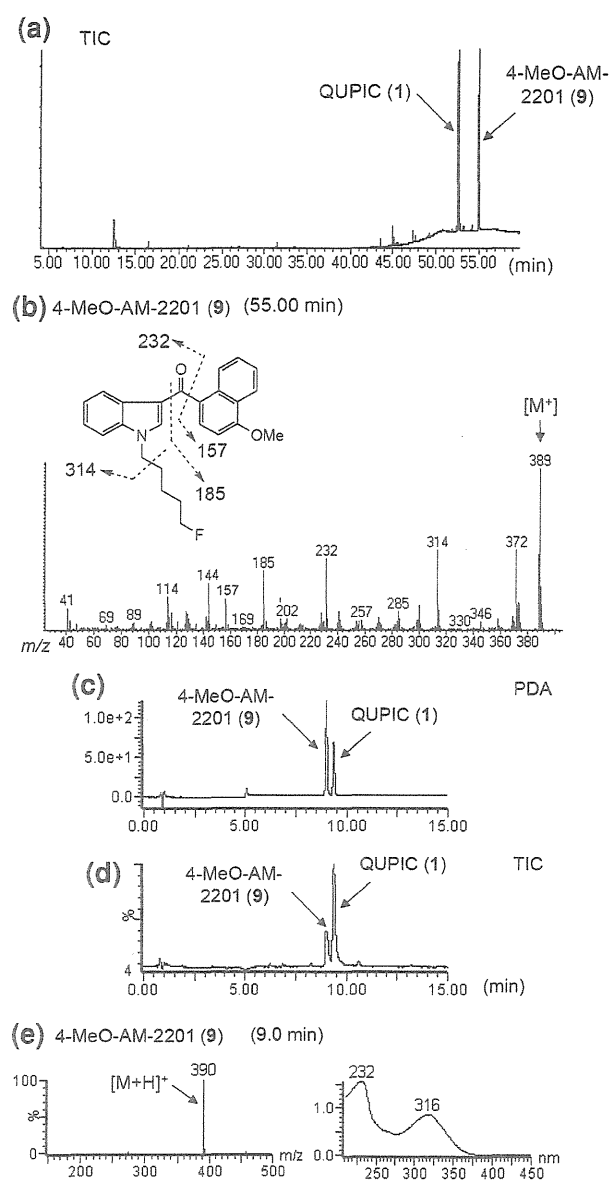 (a) TIC
QUPIC (1)
4-MeO-AM-
2201 (9)
5.00 10.00 15.00 20.00 25.00 30.00 35.00 40.00 45.00 50.00 55.00 (min)
(b) 4-MeO-AM-2201 (9) (55.00 min)
232
O
OMe
157
N
314
185
F
[M+]
389
41 69 89 114 144 157 169 185 202 232 257 285 314 330 346 372
m/z 40 60 80 100 120 140 160 180 200 220 240 260 280 300 320 340 360 380
(c) PDA
4-MeO-AM-
2201 (9)
QUPIC (1)
1.0e+2
5.0e+1
0.0
0.00 5.00 10.00 15.00
(d) TIC
4-MeO-AM-
2201 (9)
QUPIC (1)
%
4
0.00 5.00 10.00 15.00 (min)
(e) 4-MeO-AM-2201 (9) (9.0 min)
390
[M+H]+
100
%
0
200 300 400 500 m/z
232
316
1.0
0.0
250 300 350 400 450 nm